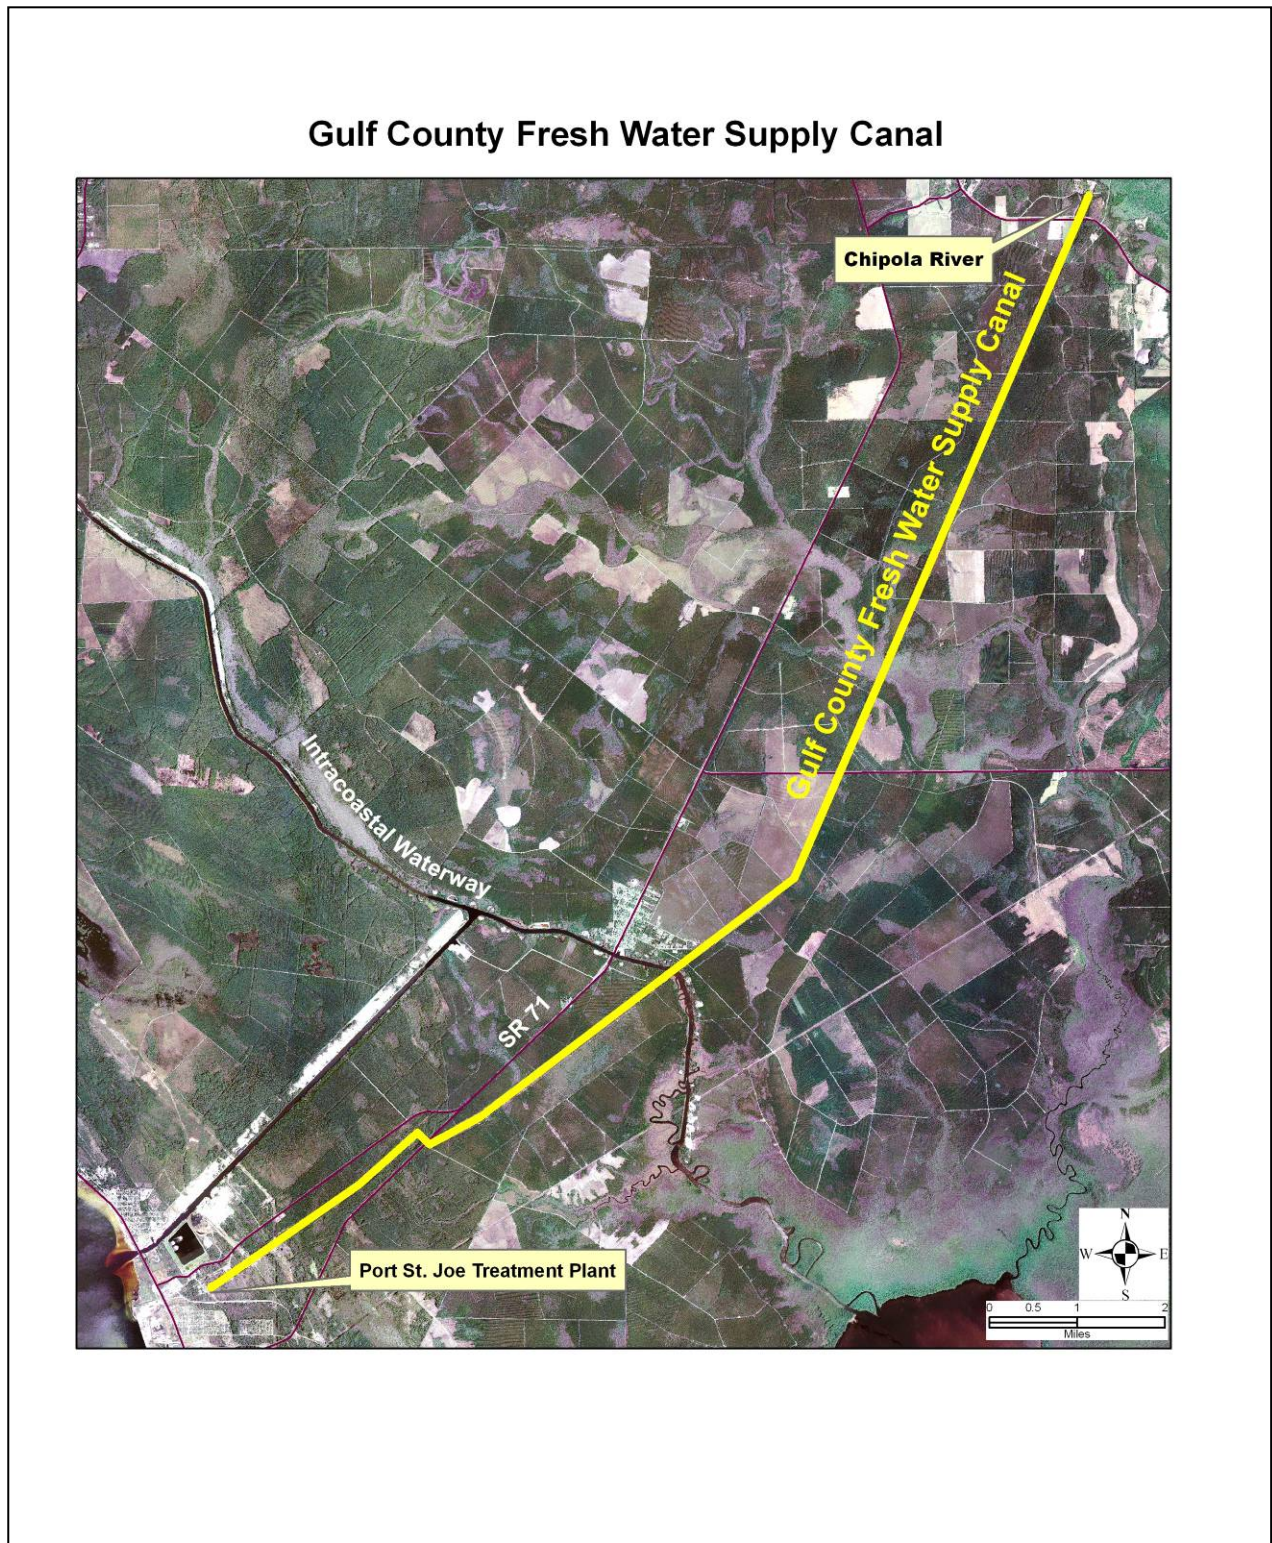 Gulf County Fresh Water Supply Canal
Chipola River
Gulf County Fresh Water Supply Canal
Intracoastal Waterway
SR 71
Port St. Joe Treatment Plant
N
W E
S
0 0.5 1 2
Miles